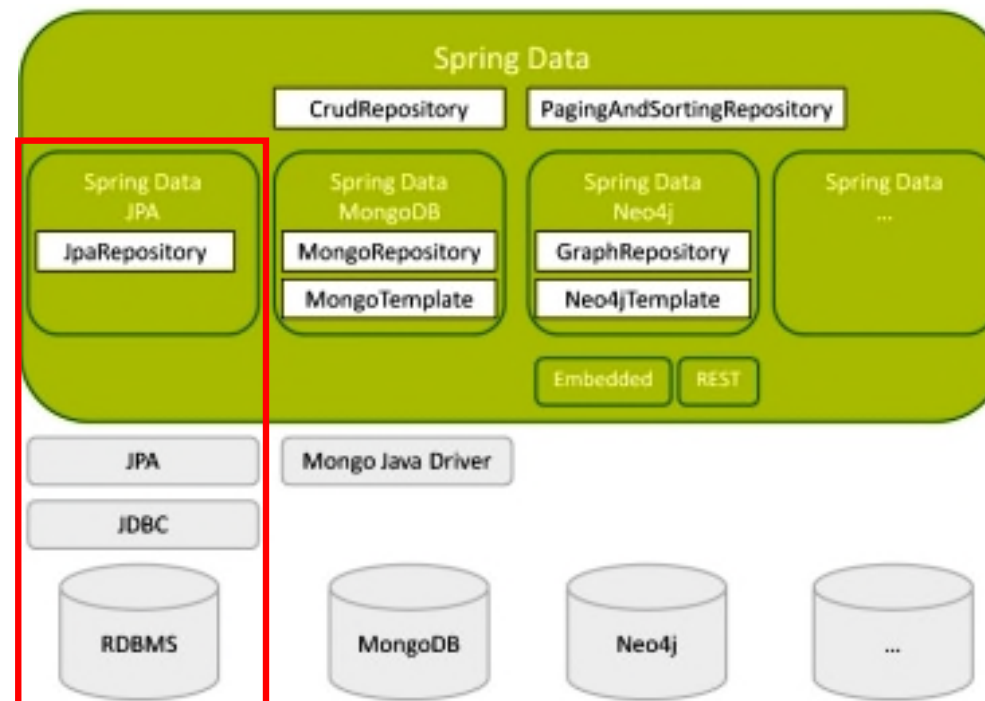 Spring Data
CrudRepository
PagingAndSortingRepository
Spring Data
JPA
JpaRepository
Spring Data
MongoDB
MongoRepository
MongoTemplate
Spring Data
Neo4j
GraphRepository
Neo4jTemplate
Spring Data
...
Embedded
REST
JPA
Mongo Java Driver
JDBC
RDBMS
MongoDB
Neo4j
...